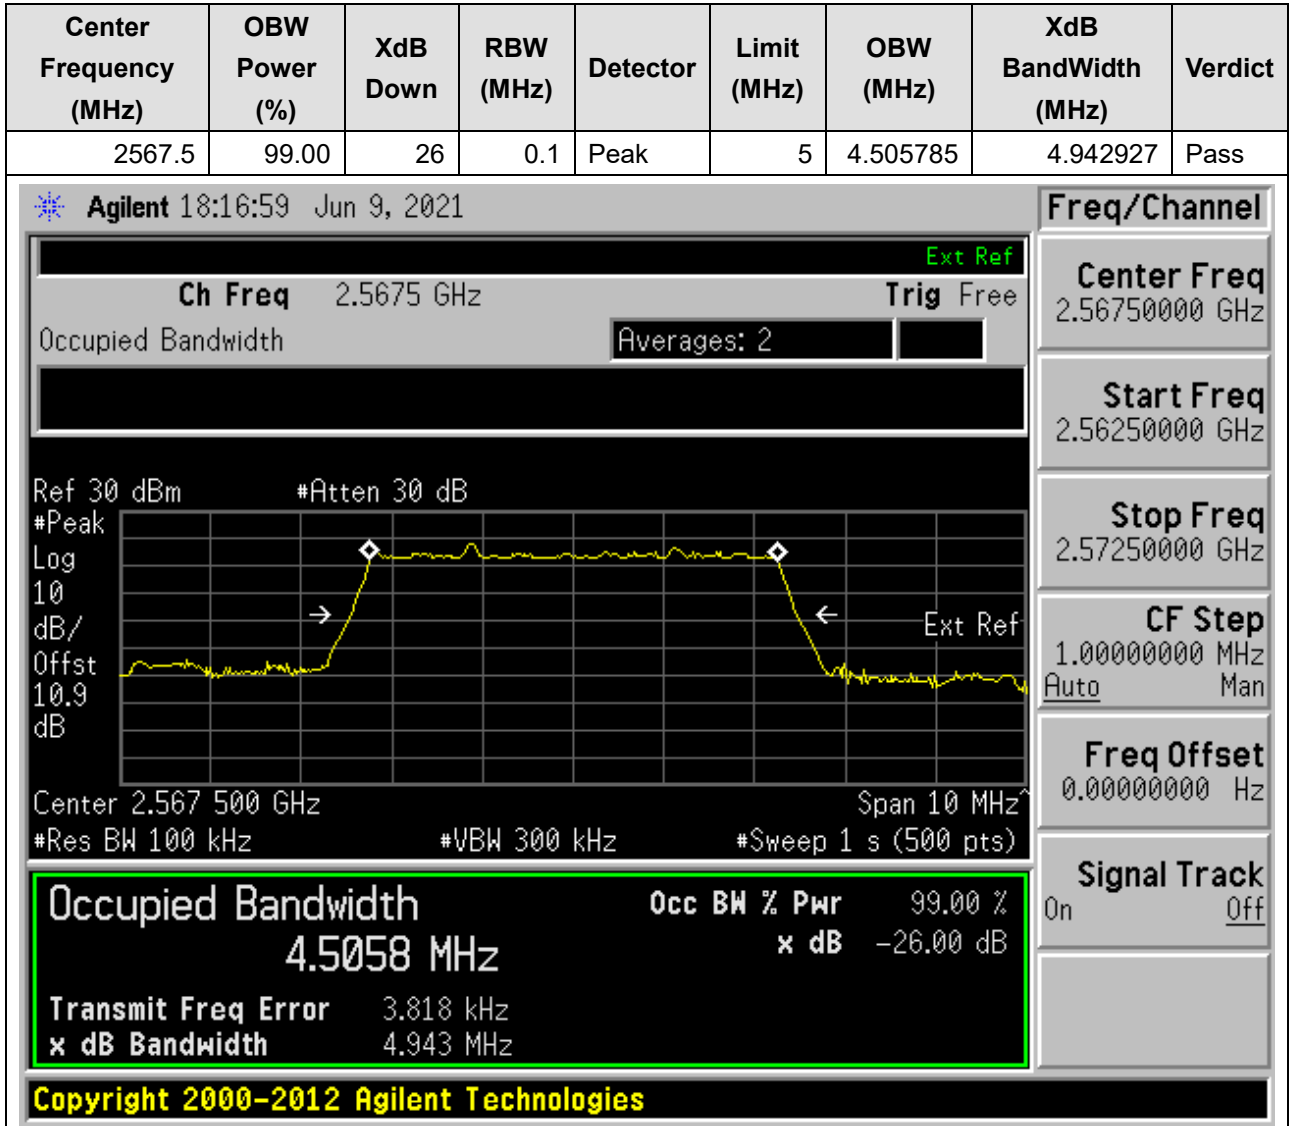 Center Frequency (MHz) OBW Power (%) XdB Down RBW (MHz) Detector Limit (MHz) OBW (MHz) XdB BandWidth (MHz) Verdict
2567.5 99.00 26 0.1 Peak 5 4.505785 4.942927 Pass
Agilent 18:16:59 Jun 9, 2021
Ext Ref
Ch Freq 2.5675 GHz Trig Free
Occupied Bandwidth Averages: 2
Ref 30 dBm #Atten 30 dB
#Peak
Log
10
dB/
Offst
10.9
dB
Ext Ref
Center 2.567 500 GHz Span 10 MHz^
#Res BW 100 kHz #VBW 300 kHz #Sweep 1 s (500 pts)
Occupied Bandwidth
4.5058 MHz
Occ BW % Pwr 99.00 %
x dB -26.00 dB
Transmit Freq Error 3.818 kHz
x dB Bandwidth 4.943 MHz
Copyright 2000-2012 Agilent Technologies
Freq/Channel
Center Freq
2.56750000 GHz
Start Freq
2.56250000 GHz
Stop Freq
2.57250000 GHz
CF Step
1.00000000 MHz
Auto Man
Freq Offset
0.00000000 Hz
Signal Track
On Off